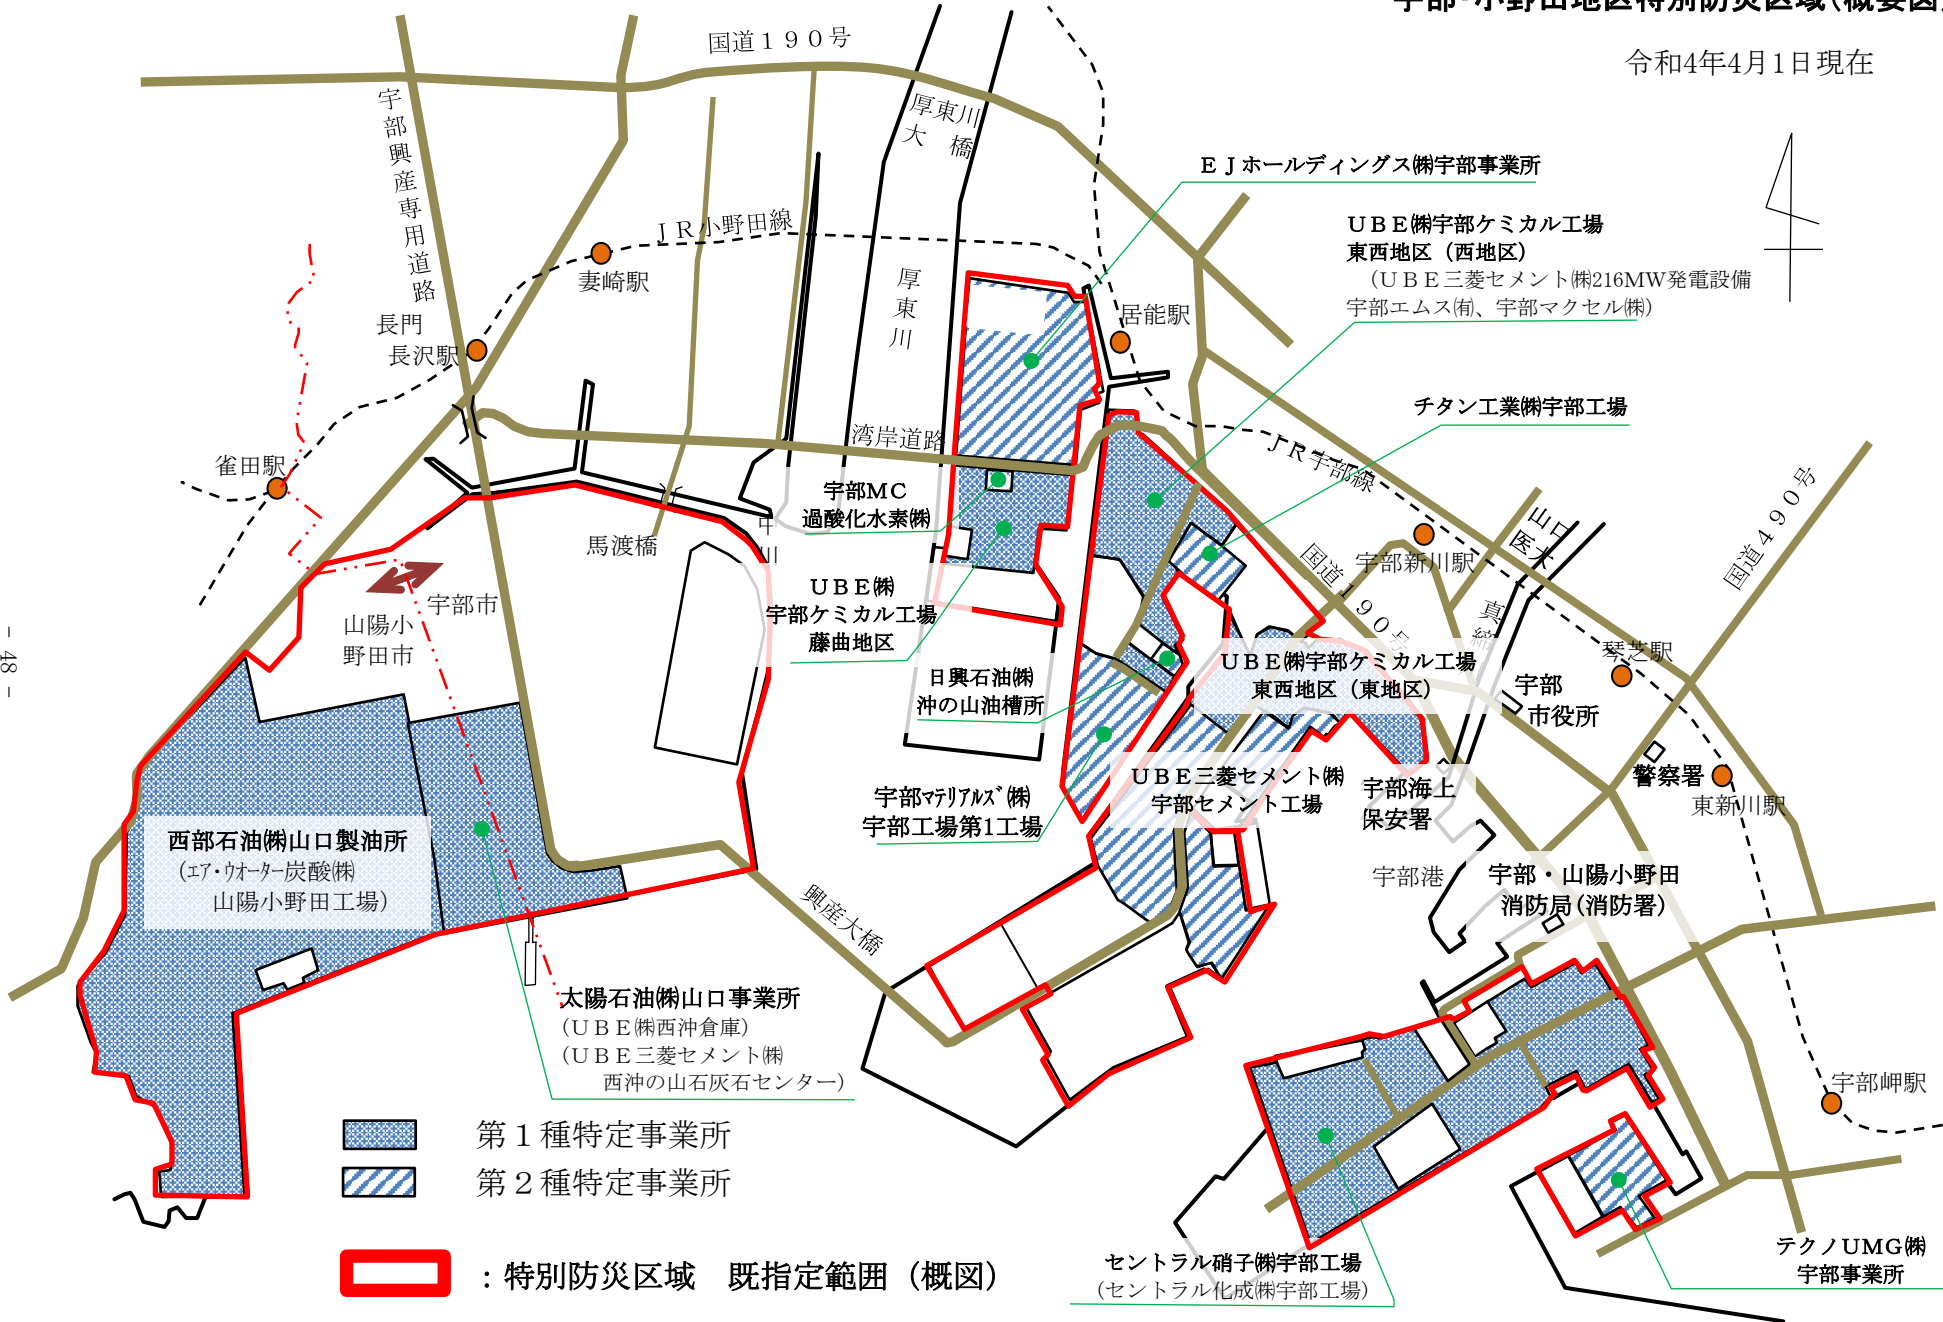 宇部・小野田地区特別防災区域(概要図)
令和4年4月1日現在
国道１９０号
宇部興産専用道路
厚東川
大　橋
ＥＪホールディングス㈱宇部事業所
ＵＢＥ㈱宇部ケミカル工場
東西地区（西地区）
（ＵＢＥ三菱セメント㈱216MW発電設備
宇部エムス㈲、宇部マクセル㈱）
ＪＲ小野田線
妻崎駅
厚東川
居能駅
長門
長沢駅
チタン工業㈱宇部工場
湾岸道路
ＪＲ宇部線
雀田駅
国道４９０号
宇部MC
過酸化水素㈱
山口
医大
中川
馬渡橋
国道１９０号
宇部新川駅
ＵＢＥ㈱
宇部ケミカル工場
藤曲地区
宇部市
山陽小
野田市
真締
琴芝駅
- 48 -
ＵＢＥ㈱宇部ケミカル工場
東西地区（東地区）
日興石油㈱
沖の山油槽所
宇部
市役所
ＵＢＥ三菱セメント㈱
宇部セメント工場
宇部海上
保安署
警察署
東新川駅
宇部ﾏﾃﾘｱﾙｽﾞ㈱
宇部工場第1工場
西部石油㈱山口製油所
(ｴｱ・ｳｵｰﾀｰ炭酸㈱
山陽小野田工場）
宇部港
宇部・山陽小野田
消防局(消防署)
興産大橋
太陽石油㈱山口事業所
（ＵＢＥ㈱西沖倉庫）
（ＵＢＥ三菱セメント㈱
西沖の山石灰石センター）
宇部岬駅
第１種特定事業所
第２種特定事業所
：特別防災区域　既指定範囲（概図）
セントラル硝子㈱宇部工場
（セントラル化成㈱宇部工場）
テクノUMG㈱
宇部事業所